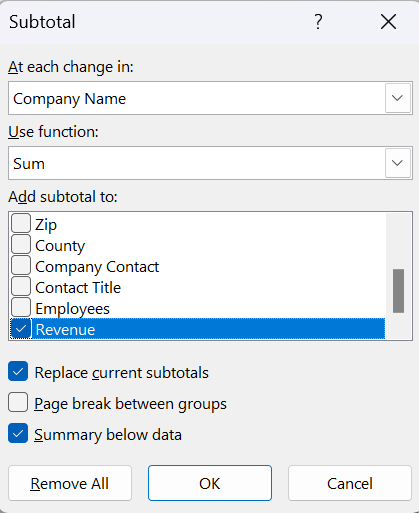 Subtotal ?
At each change in:
Company Name
Use function:
Sum
Add subtotal to:
Zip
County
Company Contact
Contact Title
Employees
Revenue
Replace current subtotals
Page break between groups
Summary below data
Remove All OK Cancel